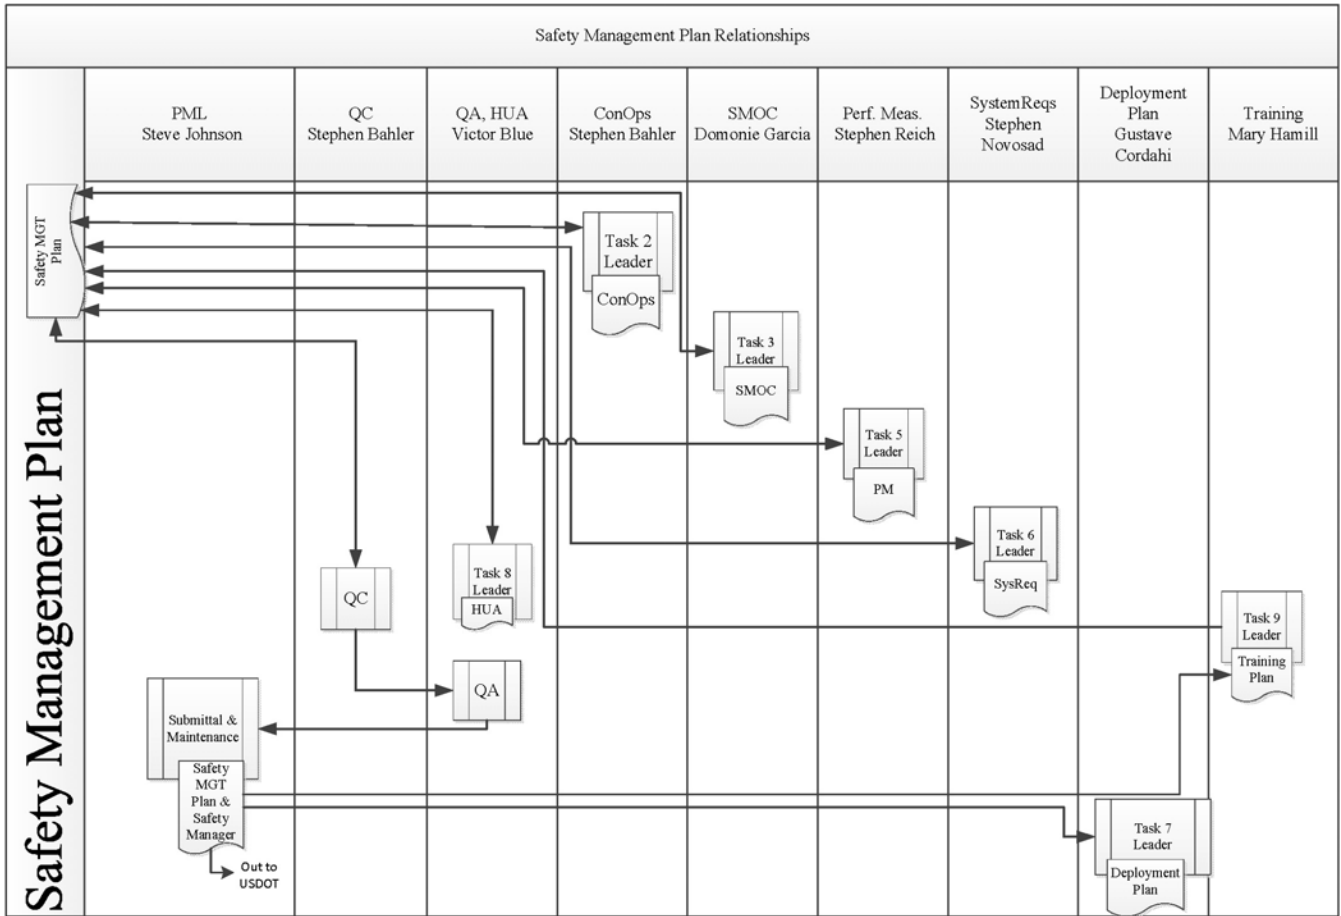 Safety Management Plan Relationships
PML
Steve Johnson
QC
Stephen Bahler
QA, HUA
Victor Blue
ConOps
Stephen Bahler
SMOC
Domonie Garcia
Perf. Meas.
Stephen Reich
SystemReqs
Stephen
Novosad
Deployment
Plan
Gustave
Cordahi
Training
Mary Hamill
Safety Management Plan
Safety MGT
Plan
Task 2
Leader
ConOps
Task 3
Leader
SMOC
Task 5
Leader
PM
Task 6
Leader
SysReq
QC
Task 8
Leader
HUA
Task 9
Leader
Training
Plan
QA
Submittal &
Maintenance
Safety
MGT
Plan &
Safety
Manager
Out to
USDOT
Task 7
Leader
Deployment
Plan